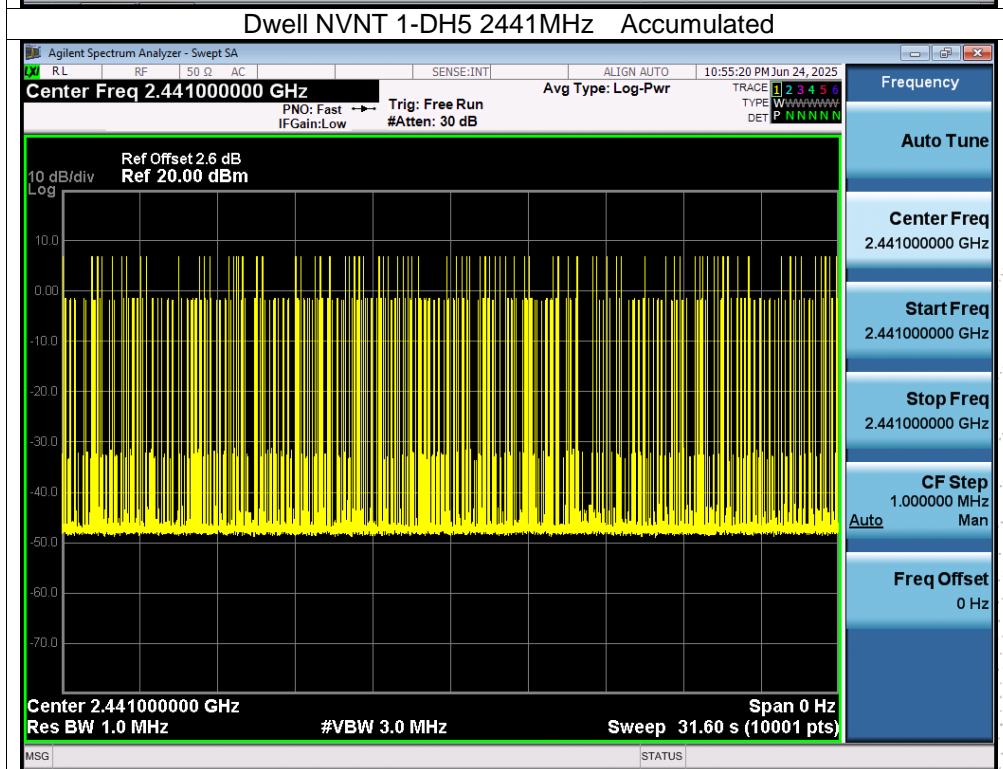 Dwell NVNT 1-DH5 2441MHz Accumulated
Agilent Spectrum Analyzer - Swept SA
LXI RL RF 50 Ω AC SENSE:INT ALIGN AUTO 10:55:20 PM Jun 24, 2025
Center Freq 2.441000000 GHz
PNO: Fast
IFGain:Low
Trig: Free Run
#Atten: 30 dB
Avg Type: Log-Pwr
TRACE 1 2 3 4 5 6
TYPE WWWWWW
DET P N N N N N
Ref Offset 2.6 dB
10 dB/div Ref 20.00 dBm
Log
10.0
0.00
-10.0
-20.0
-30.0
-40.0
-50.0
-60.0
-70.0
Center 2.441000000 GHz Span 0 Hz
Res BW 1.0 MHz #VBW 3.0 MHz Sweep 31.60 s (10001 pts)
MSG STATUS
Frequency
Auto Tune
Center Freq
2.441000000 GHz
Start Freq
2.441000000 GHz
Stop Freq
2.441000000 GHz
CF Step
1.000000 MHz
Auto Man
Freq Offset
0 Hz